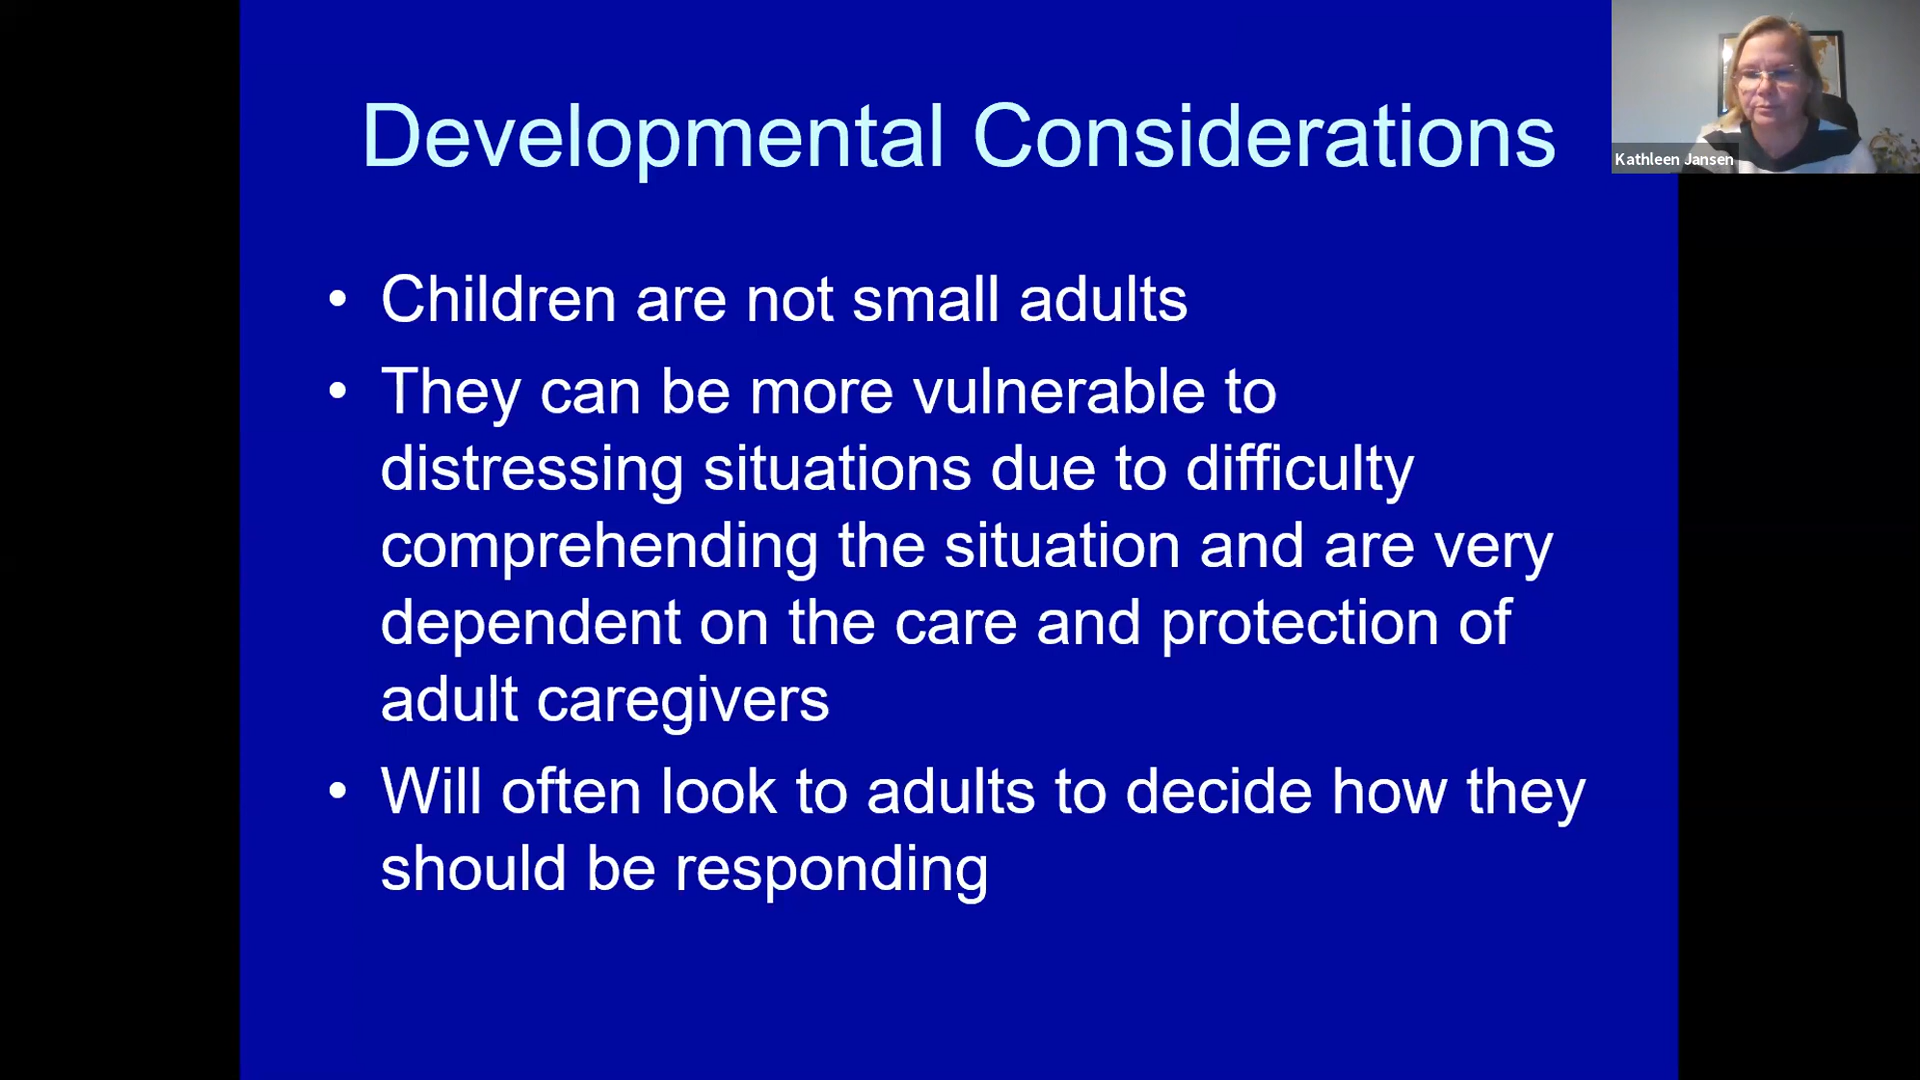 Developmental Considerations
Kathleen Jansen
• Children are not small adults
• They can be more vulnerable to
distressing situations due to difficulty
comprehending the situation and are very
dependent on the care and protection of
adult caregivers
• Will often look to adults to decide how they
should be responding